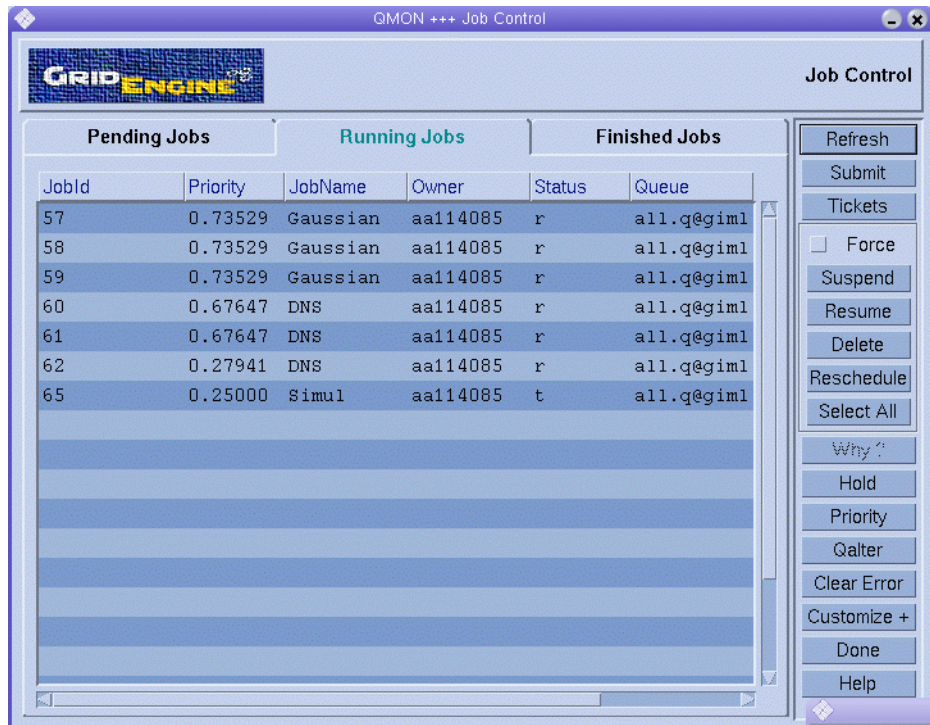 QMON +++ Job Control
GRID ENGINE
Job Control
Pending Jobs Running Jobs Finished Jobs
JobId Priority JobName Owner Status Queue
57 0.73529 Gaussian aa114085 r all.q@giml
58 0.73529 Gaussian aa114085 r all.q@giml
59 0.73529 Gaussian aa114085 r all.q@giml
60 0.67647 DNS aa114085 r all.q@giml
61 0.67647 DNS aa114085 r all.q@giml
62 0.27941 DNS aa114085 r all.q@giml
65 0.25000 Simul aa114085 t all.q@giml
Refresh
Submit
Tickets
Force
Suspend
Resume
Delete
Reschedule
Select All
Why ?
Hold
Priority
Qalter
Clear Error
Customize +
Done
Help